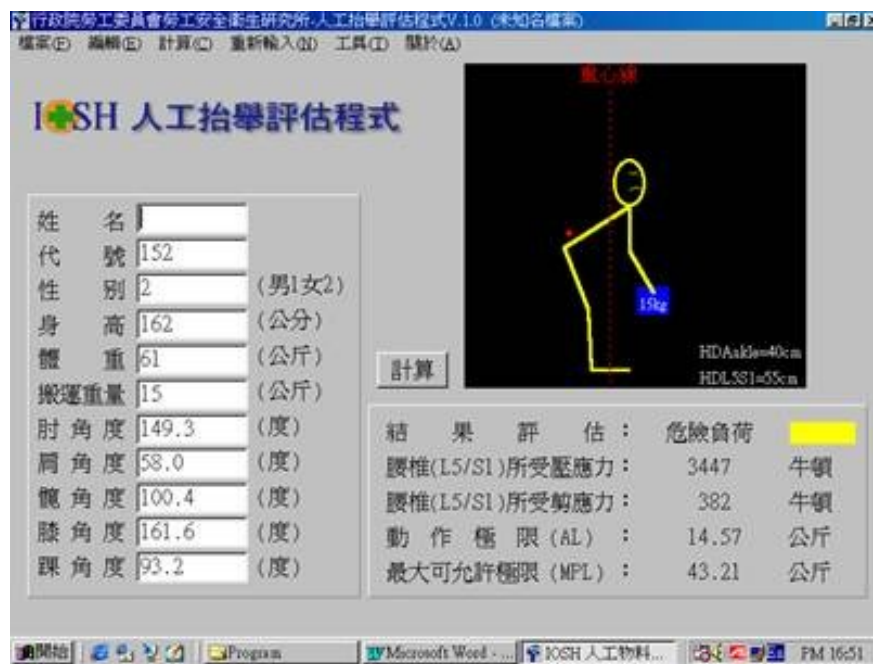 行政院勞工委員會勞工安全衛生研究所-人工抬舉評估程式V.1.0 (未知名檔案)
檔案(F) 編輯(E) 計算(C) 重新輸入(N) 工具(T) 關於(A)
IOSH 人工抬舉評估程式
重心線
15kg
HDAnkle=40cm
HDL5S1=55cm
姓 名
代 號 152
性 別 2 (男1女2)
身 高 162 (公分)
體 重 61 (公斤)
搬運重量 15 (公斤)
肘角度 149.3 (度)
肩角度 58.0 (度)
髖角度 100.4 (度)
膝角度 161.6 (度)
踝角度 93.2 (度)
計算
結果評估: 危險負荷
腰椎(L5/S1)所受壓應力: 3447 牛頓
腰椎(L5/S1)所受剪應力: 382 牛頓
動作極限(AL): 14.57 公斤
最大可允許極限(MPL): 43.21 公斤
開始 Program Microsoft Word - ... IOSH 人工物料... PM 16:51